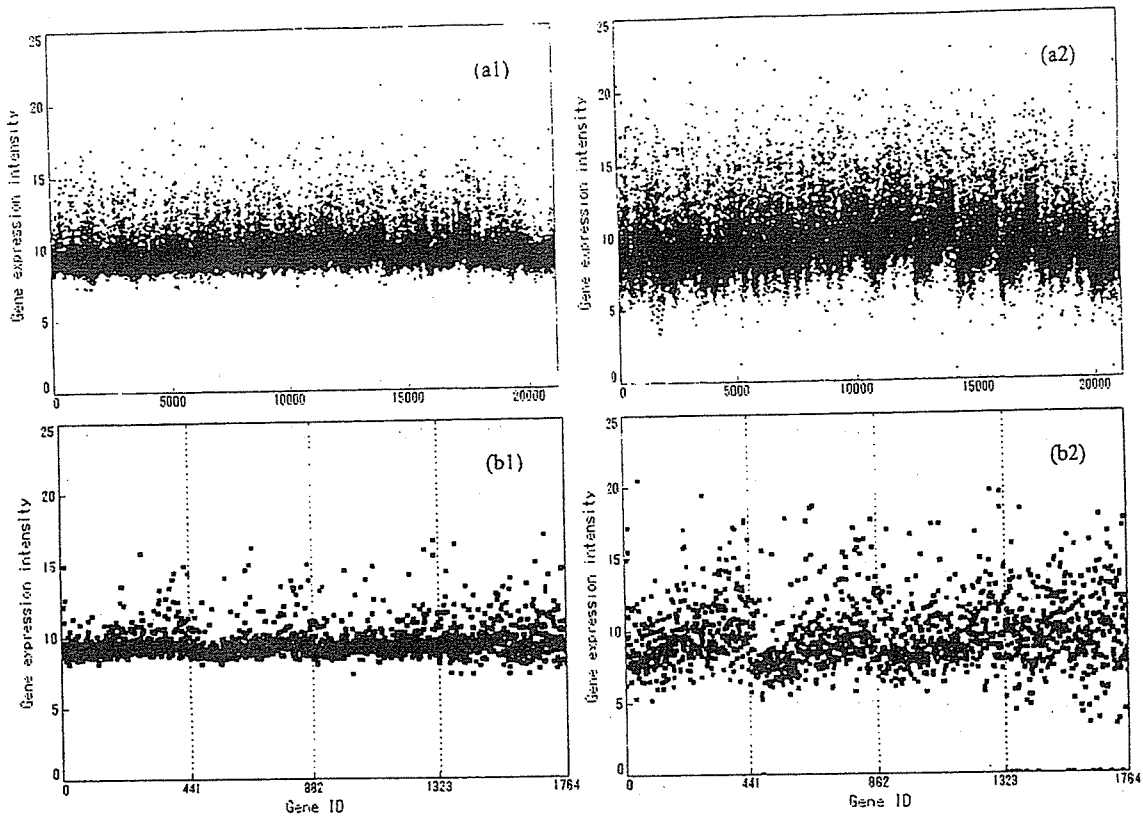 25
20
15
10
5
0
Gene expression intensity
(a1)
0 5000 10000 15000 20000
25
20
15
10
5
0
Gene expression intensity
(a2)
5000 10000 15000 20000
25
20
15
10
5
0
Gene expression intensity
(b1)
0 441 882 1323 1764
Gene ID
25
20
15
10
5
0
Gene expression intensity
(b2)
0 441 862 1323 1764
Gene ID